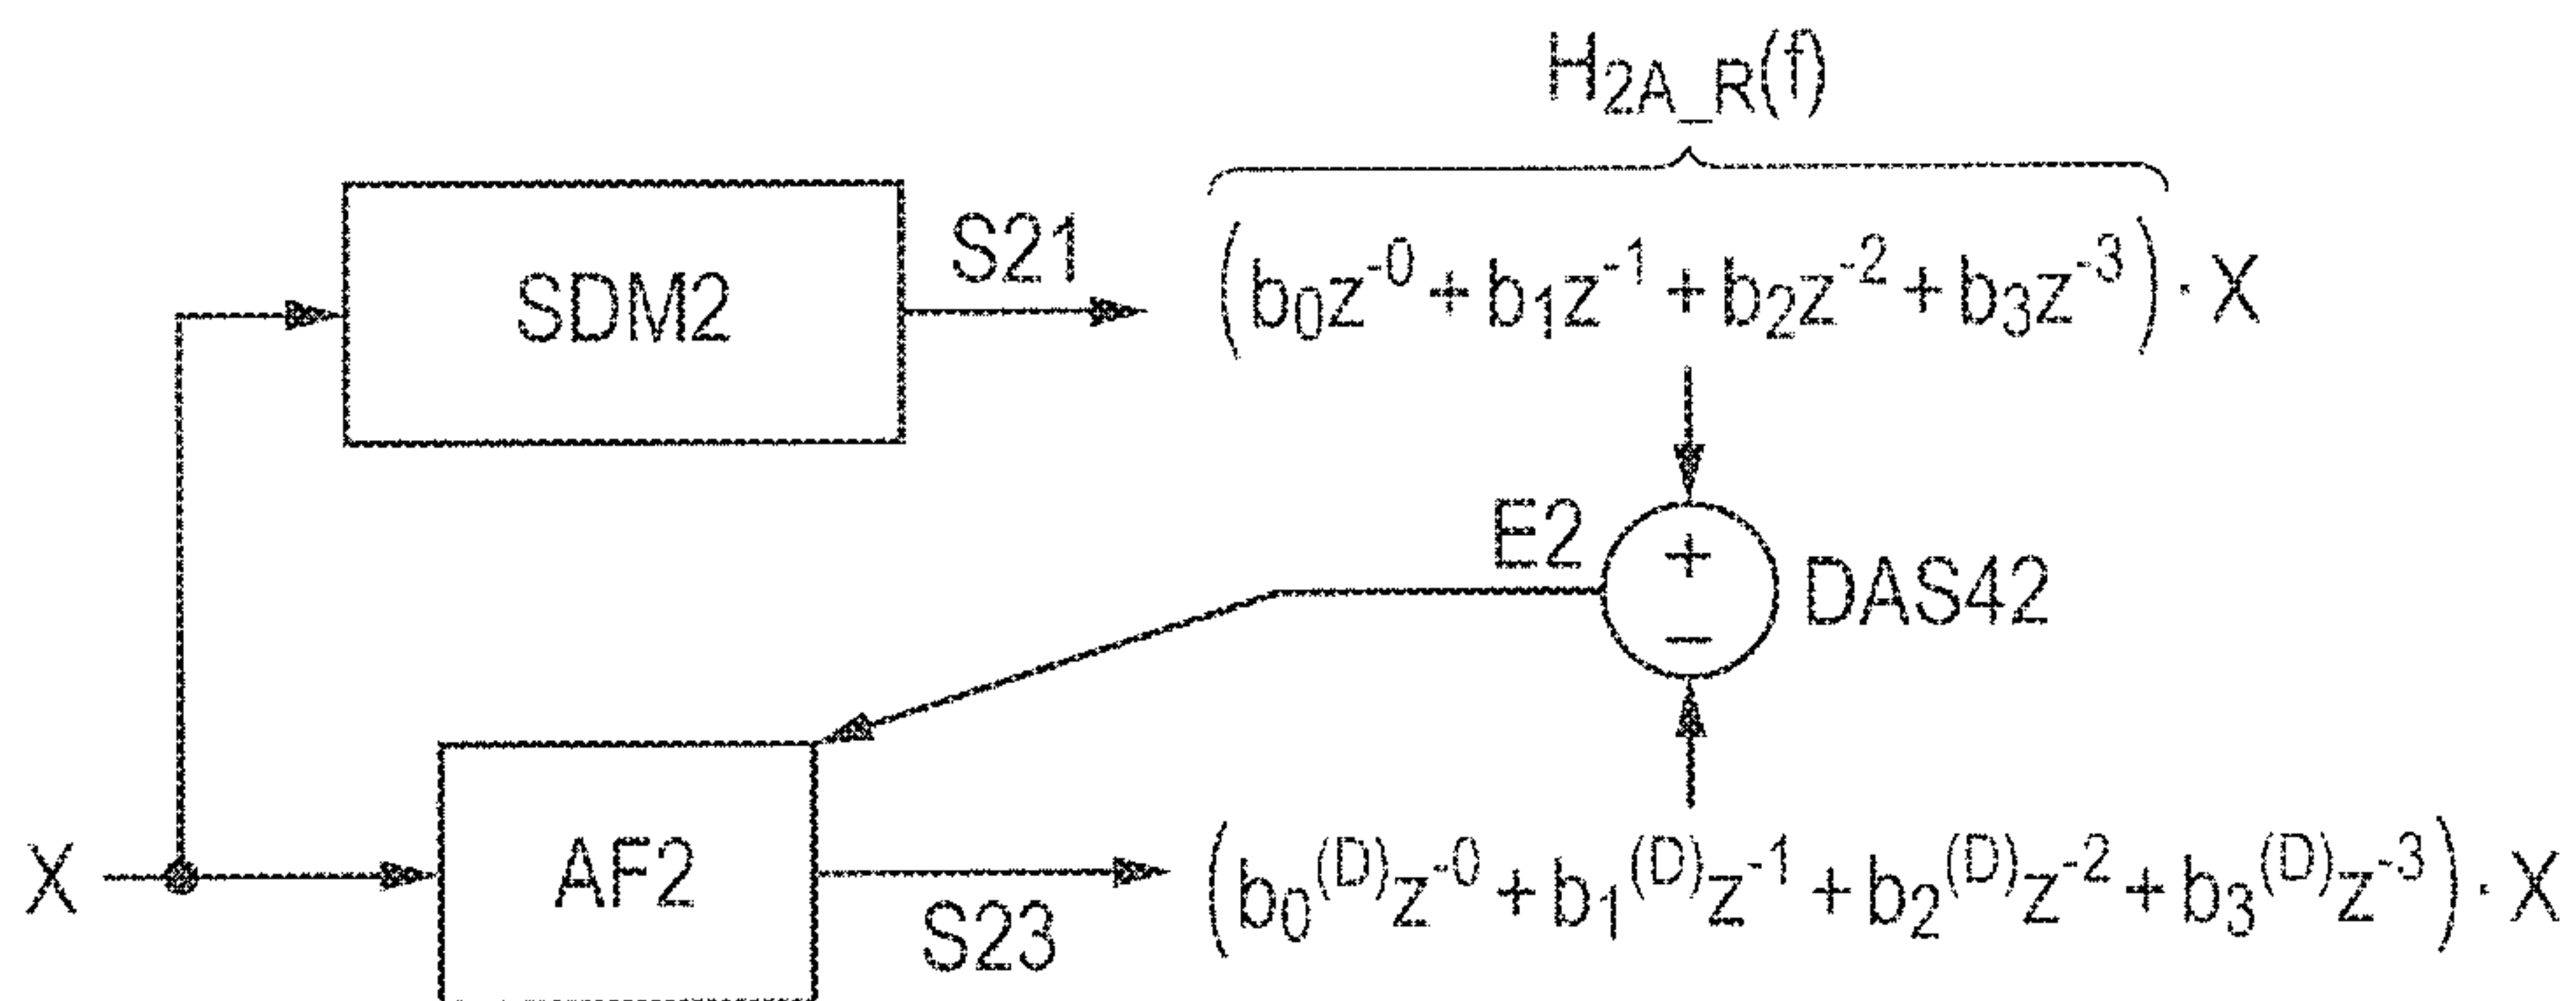 H₂A_R(f)
SDM2
S21
(b₀z⁻⁰ + b₁z⁻¹ + b₂z⁻² + b₃z⁻³) · X
E2
+
−
DAS42
X
AF2
S23
(b₀⁽ᴰ⁾z⁻⁰ + b₁⁽ᴰ⁾z⁻¹ + b₂⁽ᴰ⁾z⁻² + b₃⁽ᴰ⁾z⁻³) · X